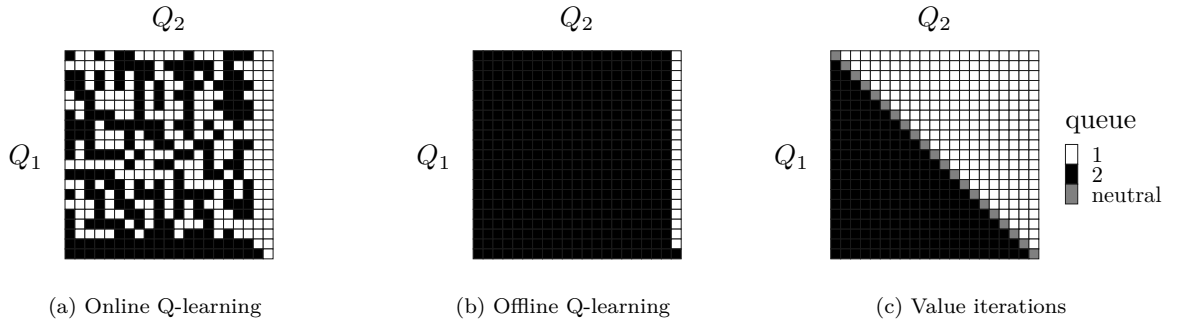 Q2
Q2
Q2
Q1
Q1
Q1
queue
1
2
neutral
(a) Online Q-learning
(b) Offline Q-learning
(c) Value iterations